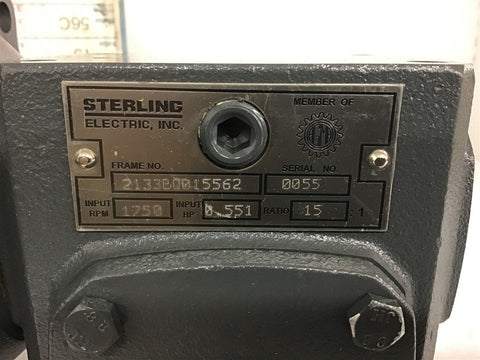 56C
STERLING
ELECTRIC, INC.
MEMBER OF
FRAME NO.
SERIAL NO
0055
INPUT RPM 1750 INPUT HP 0.551 RATIO 15 : 1